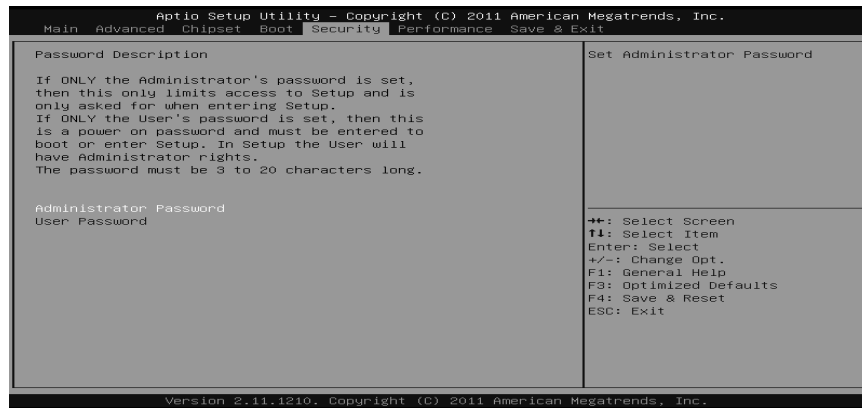 Aptio Setup Utility – Copyright (C) 2011 American Megatrends, Inc.
Main Advanced Chipset Boot Security Performance Save & Exit
Password Description
If ONLY the Administrator's password is set,
then this only limits access to Setup and is
only asked for when entering Setup.
If ONLY the User's password is set, then this
is a power on password and must be entered to
boot or enter Setup. In Setup the User will
have Administrator rights.
The password must be 3 to 20 characters long.
Administrator Password
User Password
Set Administrator Password
→←: Select Screen
↑↓: Select Item
Enter: Select
+/-: Change Opt.
F1: General Help
F3: Optimized Defaults
F4: Save & Reset
ESC: Exit
Version 2.11.1210. Copyright (C) 2011 American Megatrends, Inc.